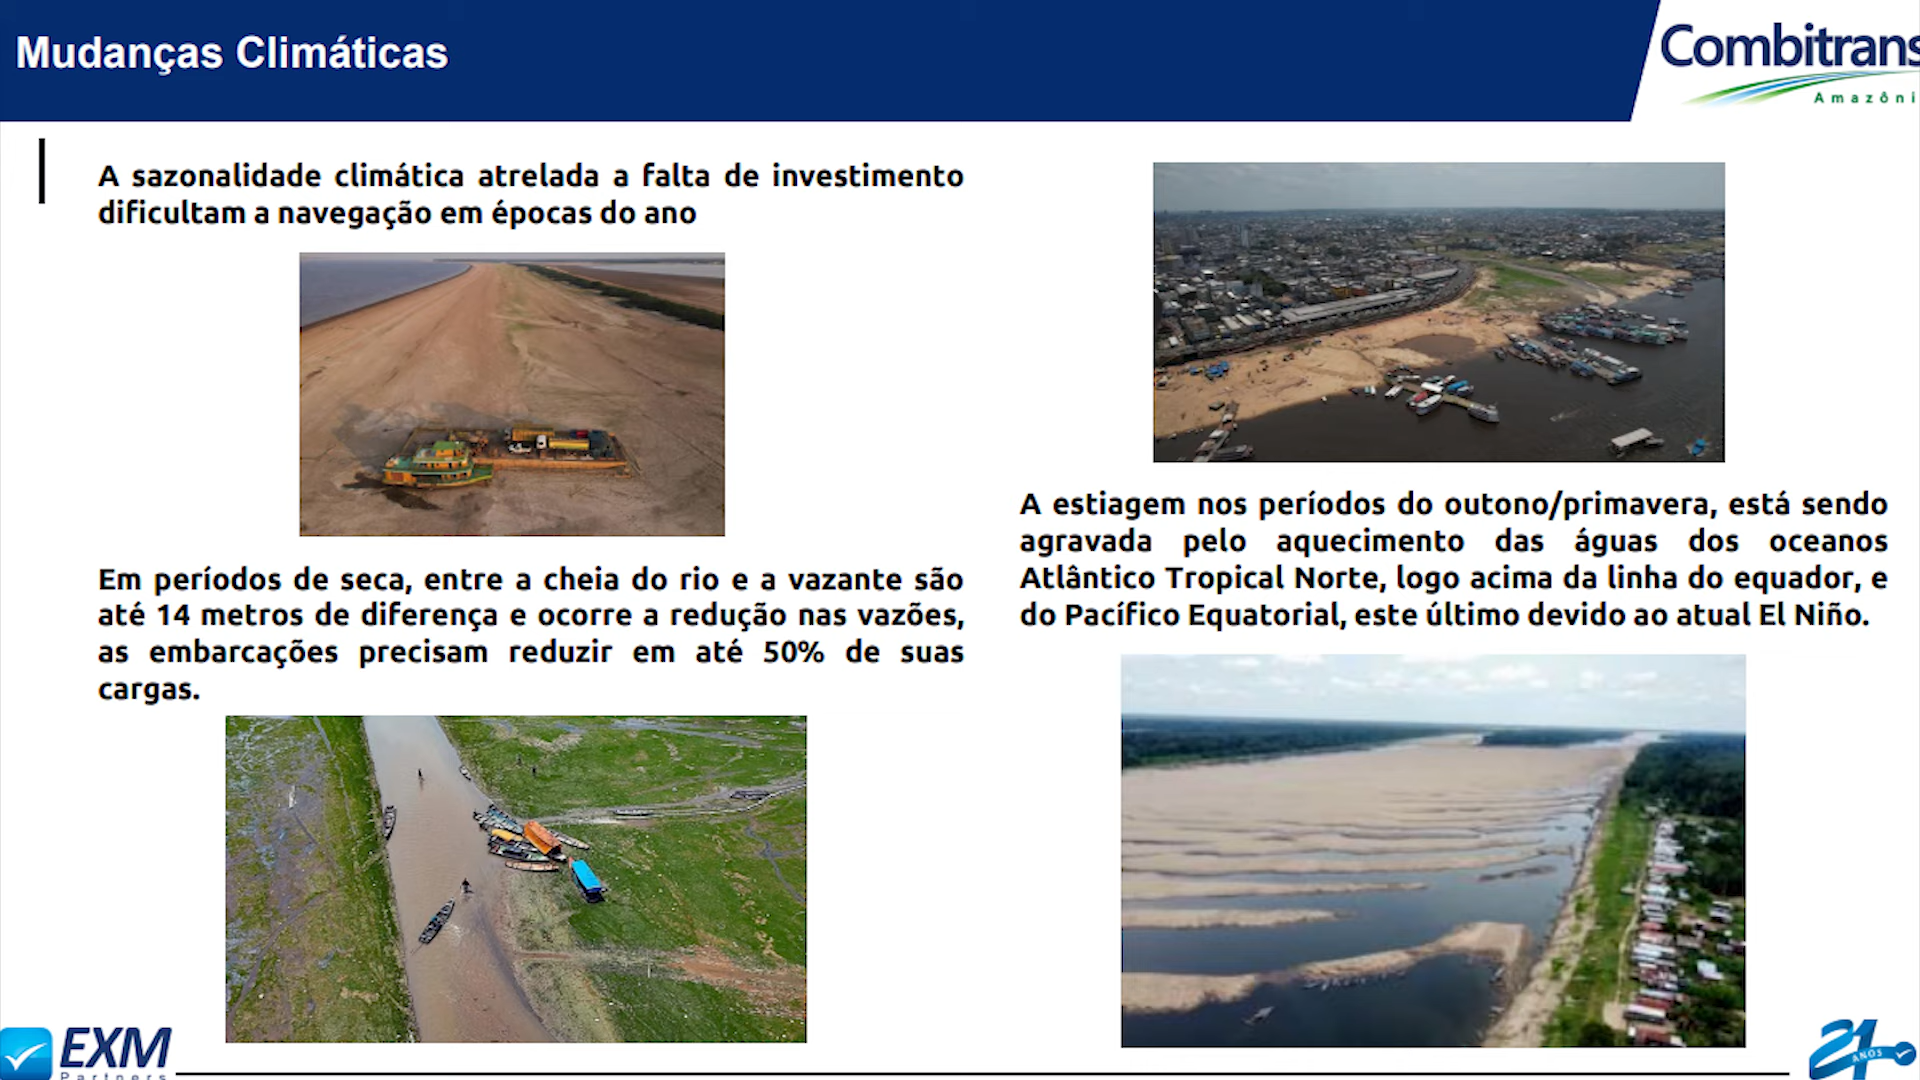 Mudanças Climáticas
Combitrans
Amazôni
A sazonalidade climática atrelada a falta de investimento
dificultam a navegação em épocas do ano
Em períodos de seca, entre a cheia do rio e a vazante são
até 14 metros de diferença e ocorre a redução nas vazões,
as embarcações precisam reduzir em até 50% de suas
cargas.
A estiagem nos períodos do outono/primavera, está sendo
agravada pelo aquecimento das águas dos oceanos
Atlântico Tropical Norte, logo acima da linha do equador, e
do Pacífico Equatorial, este último devido ao atual El Niño.
EXM
Partners
21
ANOS